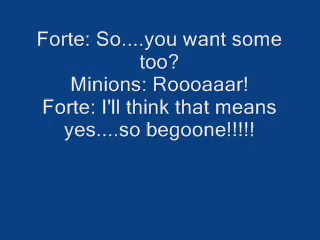 Forte: So....you want some
too?
Minions: Roooaaar!
Forte: I'll think that means
yes....so begoone!!!!!